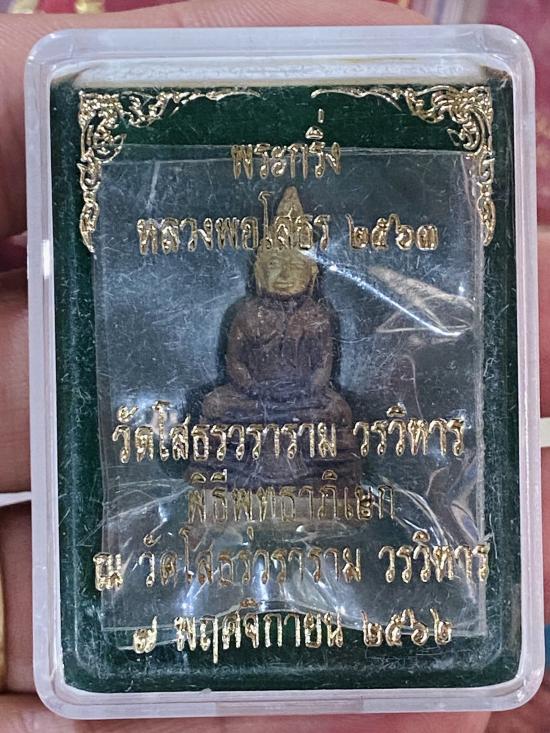 พระกริ่ง
หลวงพ่อโสธร ๒๕๖๓
วัดโสธรวราราม วรวิหาร
พิธีพุทธาภิเษก
ณ วัดโสธรวราราม วรวิหาร
๗ พฤศจิกายน ๒๕๖๒